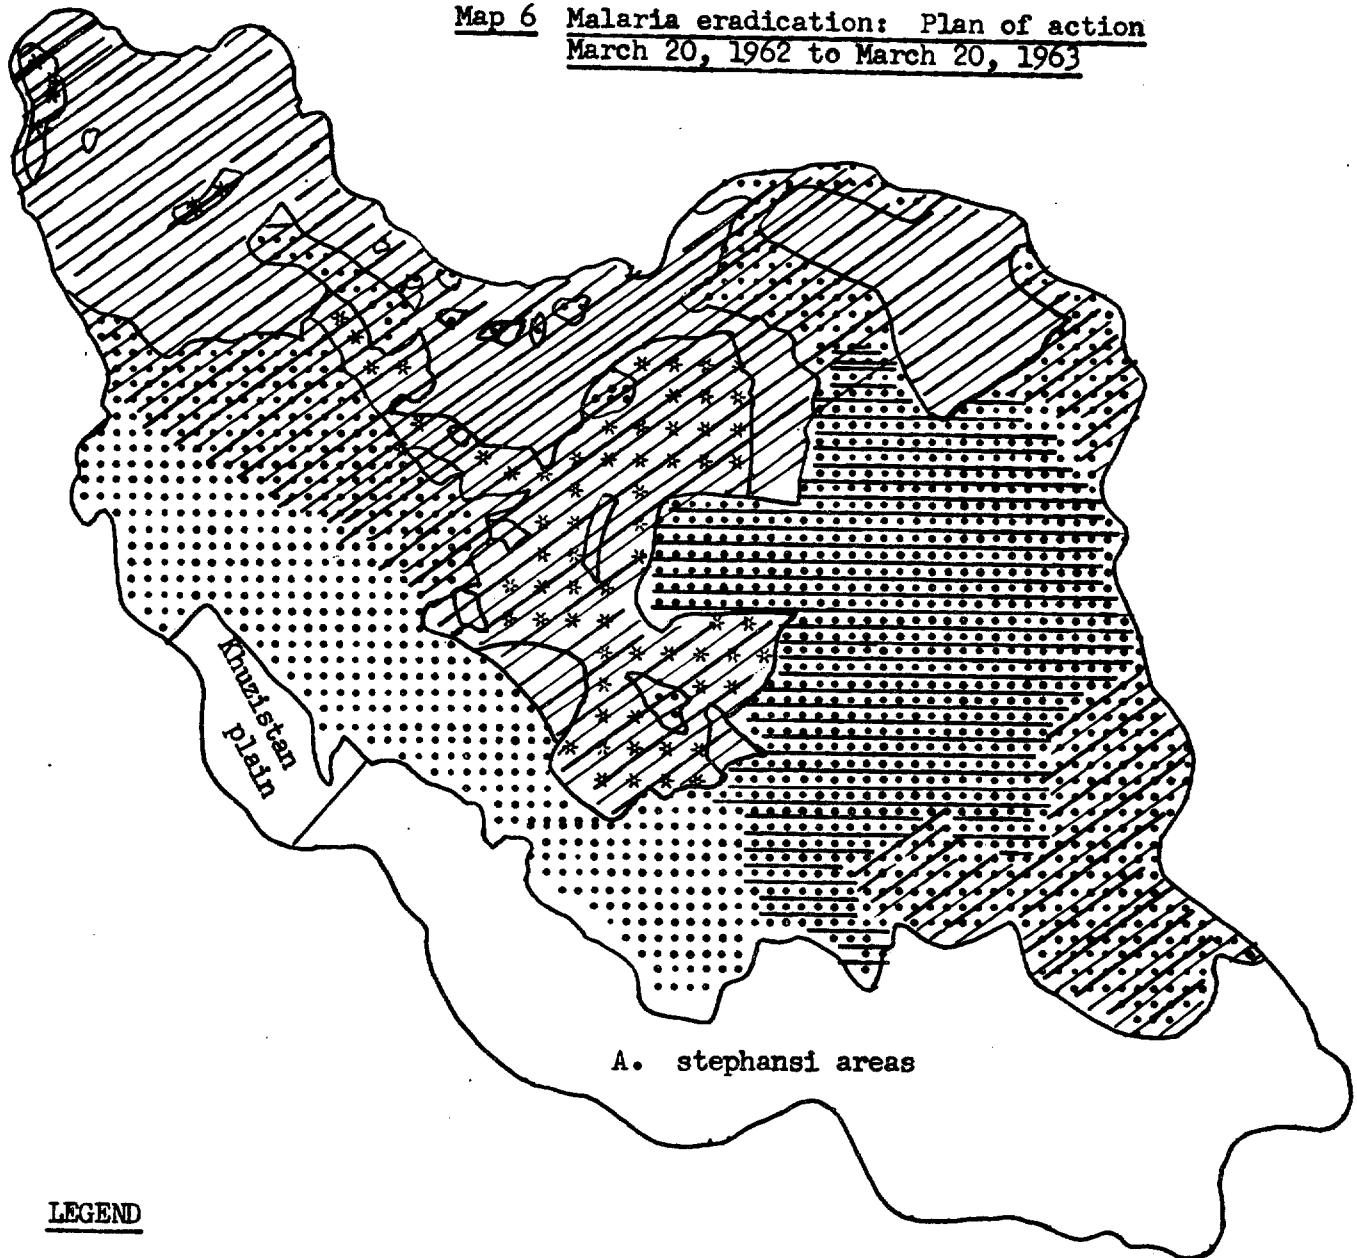 Map 6 Malaria eradication: Plan of action
March 20, 1962 to March 20, 1963
Khuzistan
plain
A. stephansi areas
LEGEND